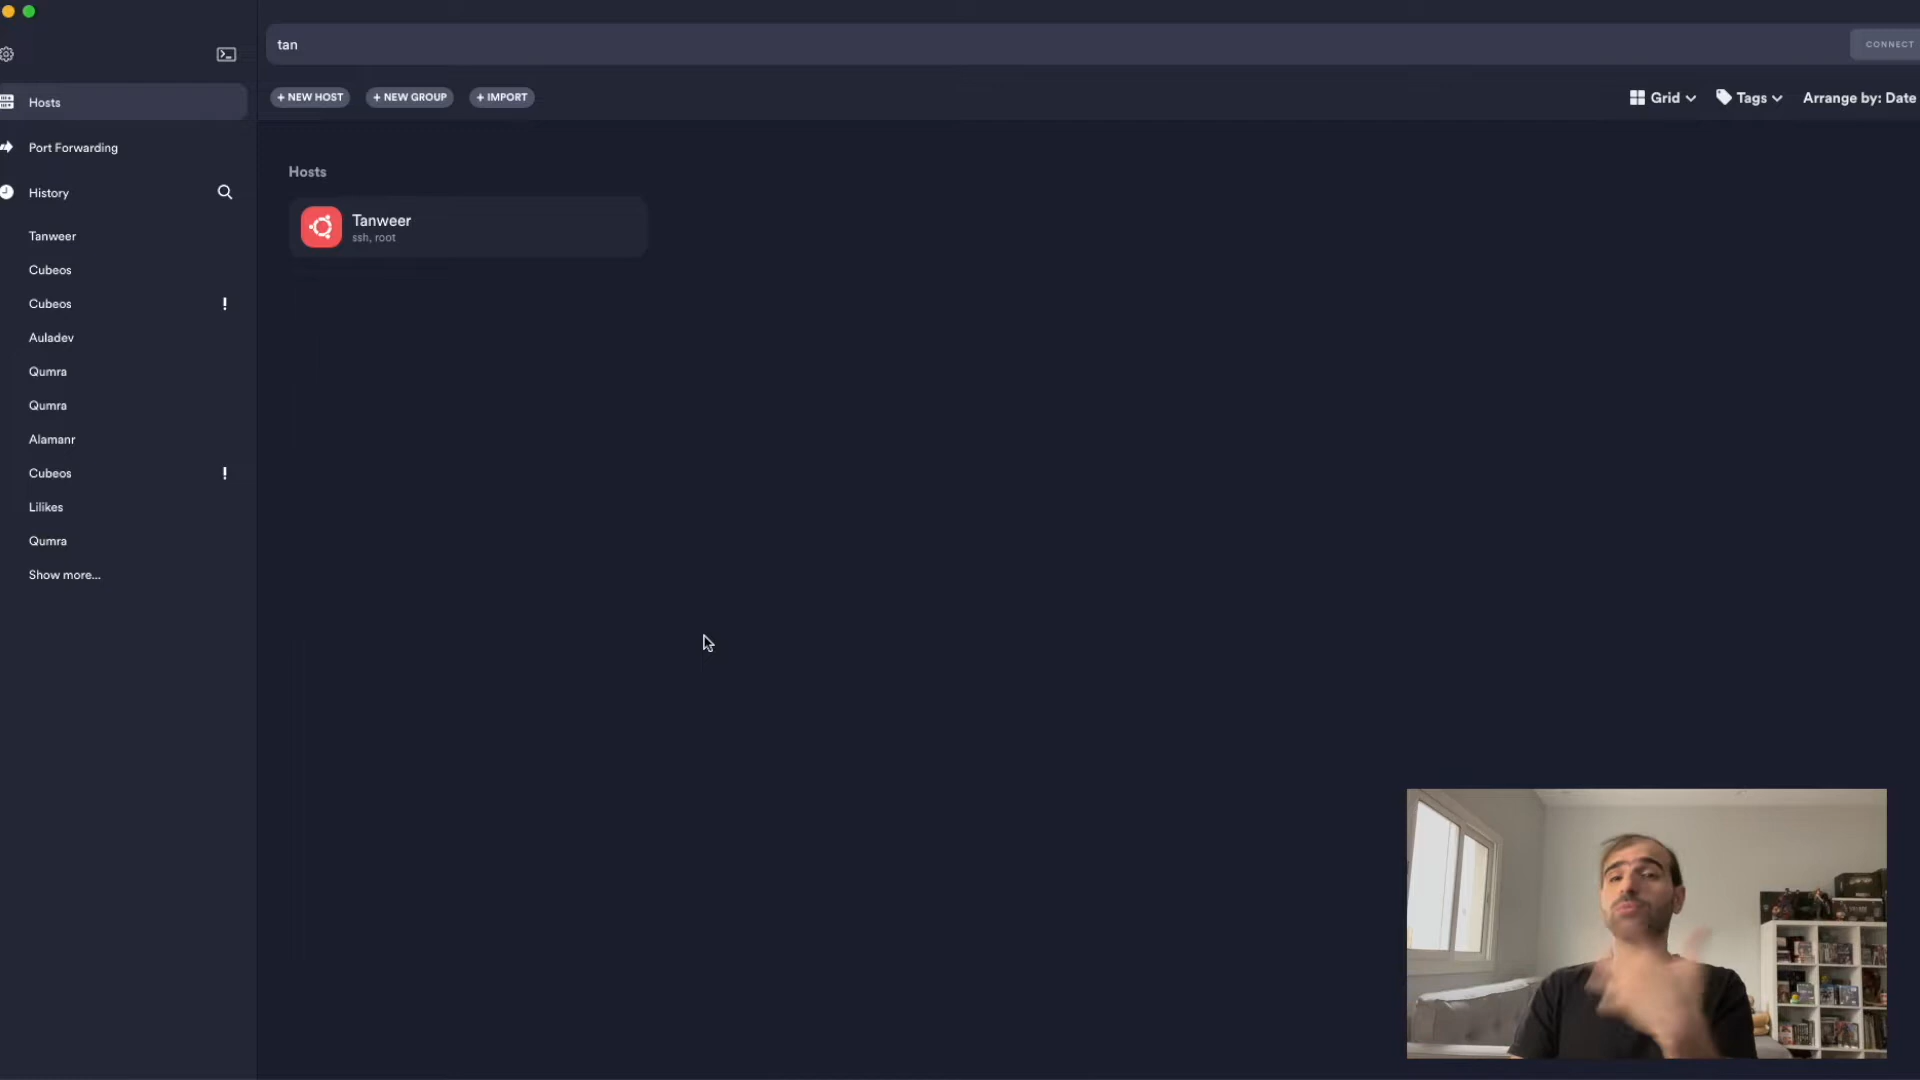 tan
CONNECT
+ NEW HOST
+ NEW GROUP
+ IMPORT
Grid
Tags
Arrange by: Date
Hosts
Port Forwarding
History
Tanweer
Cubeos
Cubeos
!
Auladev
Qumra
Qumra
Alamanr
Cubeos
!
Lilikes
Qumra
Show more...
Hosts
Tanweer
ssh, root